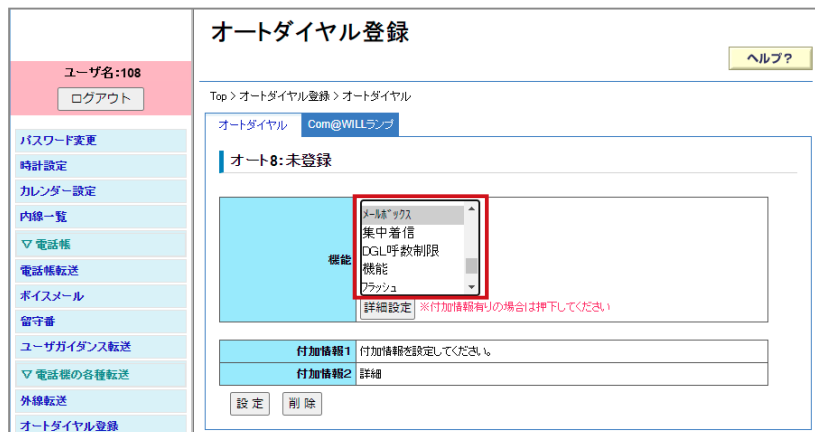 オートダイヤル登録
ヘルプ?
ユーザ名:108
ログアウト
Top > オートダイヤル登録 > オートダイヤル
オートダイヤル
Com@WILLランプ
パスワード変更
時計設定
カレンダー設定
内線一覧
▽ 電話帳
電話帳転送
ボイスメール
留守番
ユーザガイダンス転送
▽ 電話機の各種転送
外線転送
オートダイヤル登録
オート8:未登録
機能
メールボックス
集中着信
DGL呼数制限
機能
フラッシュ
詳細設定 ※付加情報有りの場合は押下してください
付加情報1 付加情報を設定してください。
付加情報2 詳細
設 定
削 除